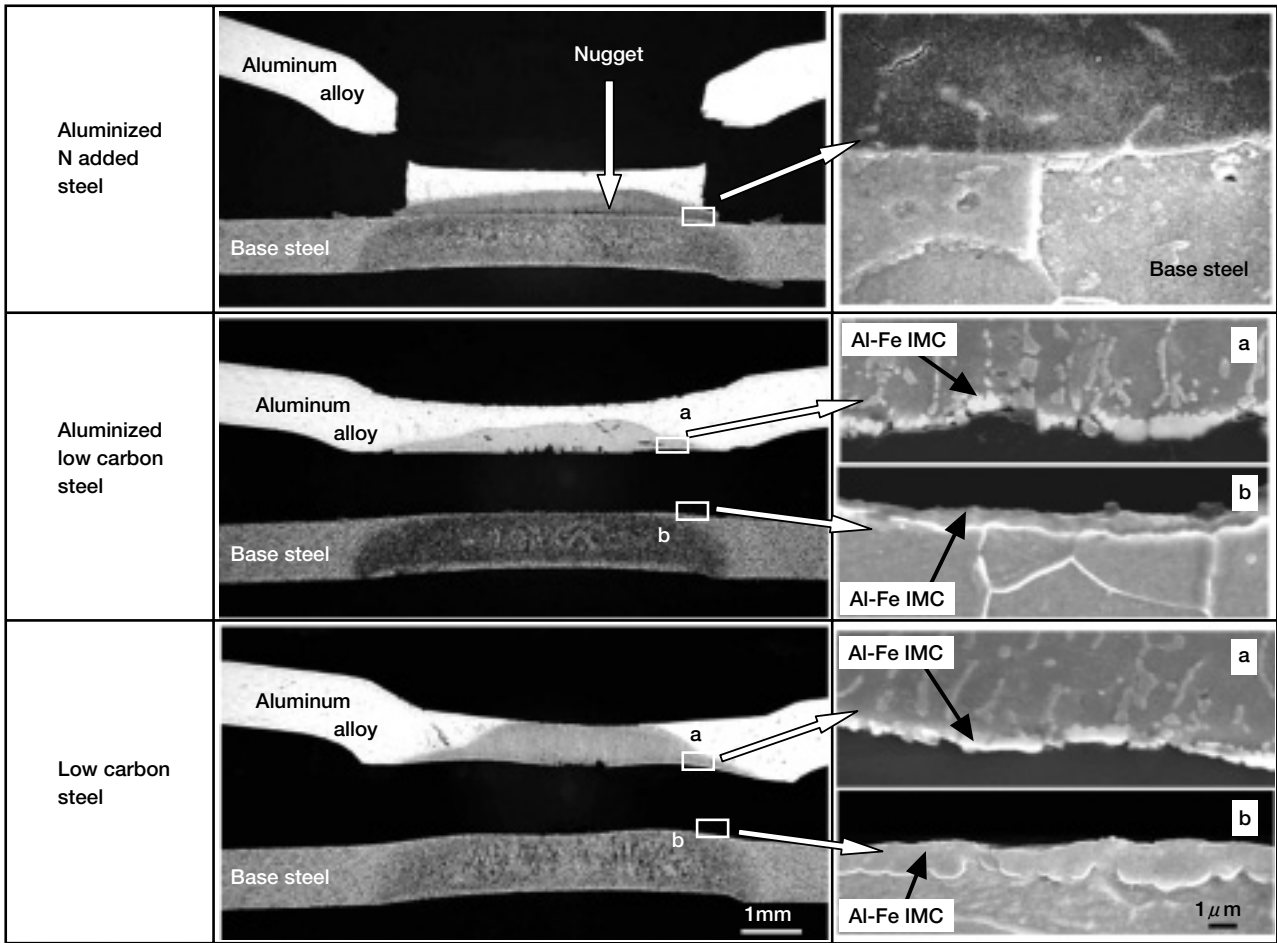 Aluminized
N added
steel
Aluminum
alloy
Nugget
Base steel
Base steel
Aluminized
low carbon
steel
Aluminum
alloy
a
b
Base steel
Al-Fe IMC
a
b
Al-Fe IMC
Low carbon
steel
Aluminum
alloy
a
b
Base steel
1mm
Al-Fe IMC
a
b
Al-Fe IMC
1μm